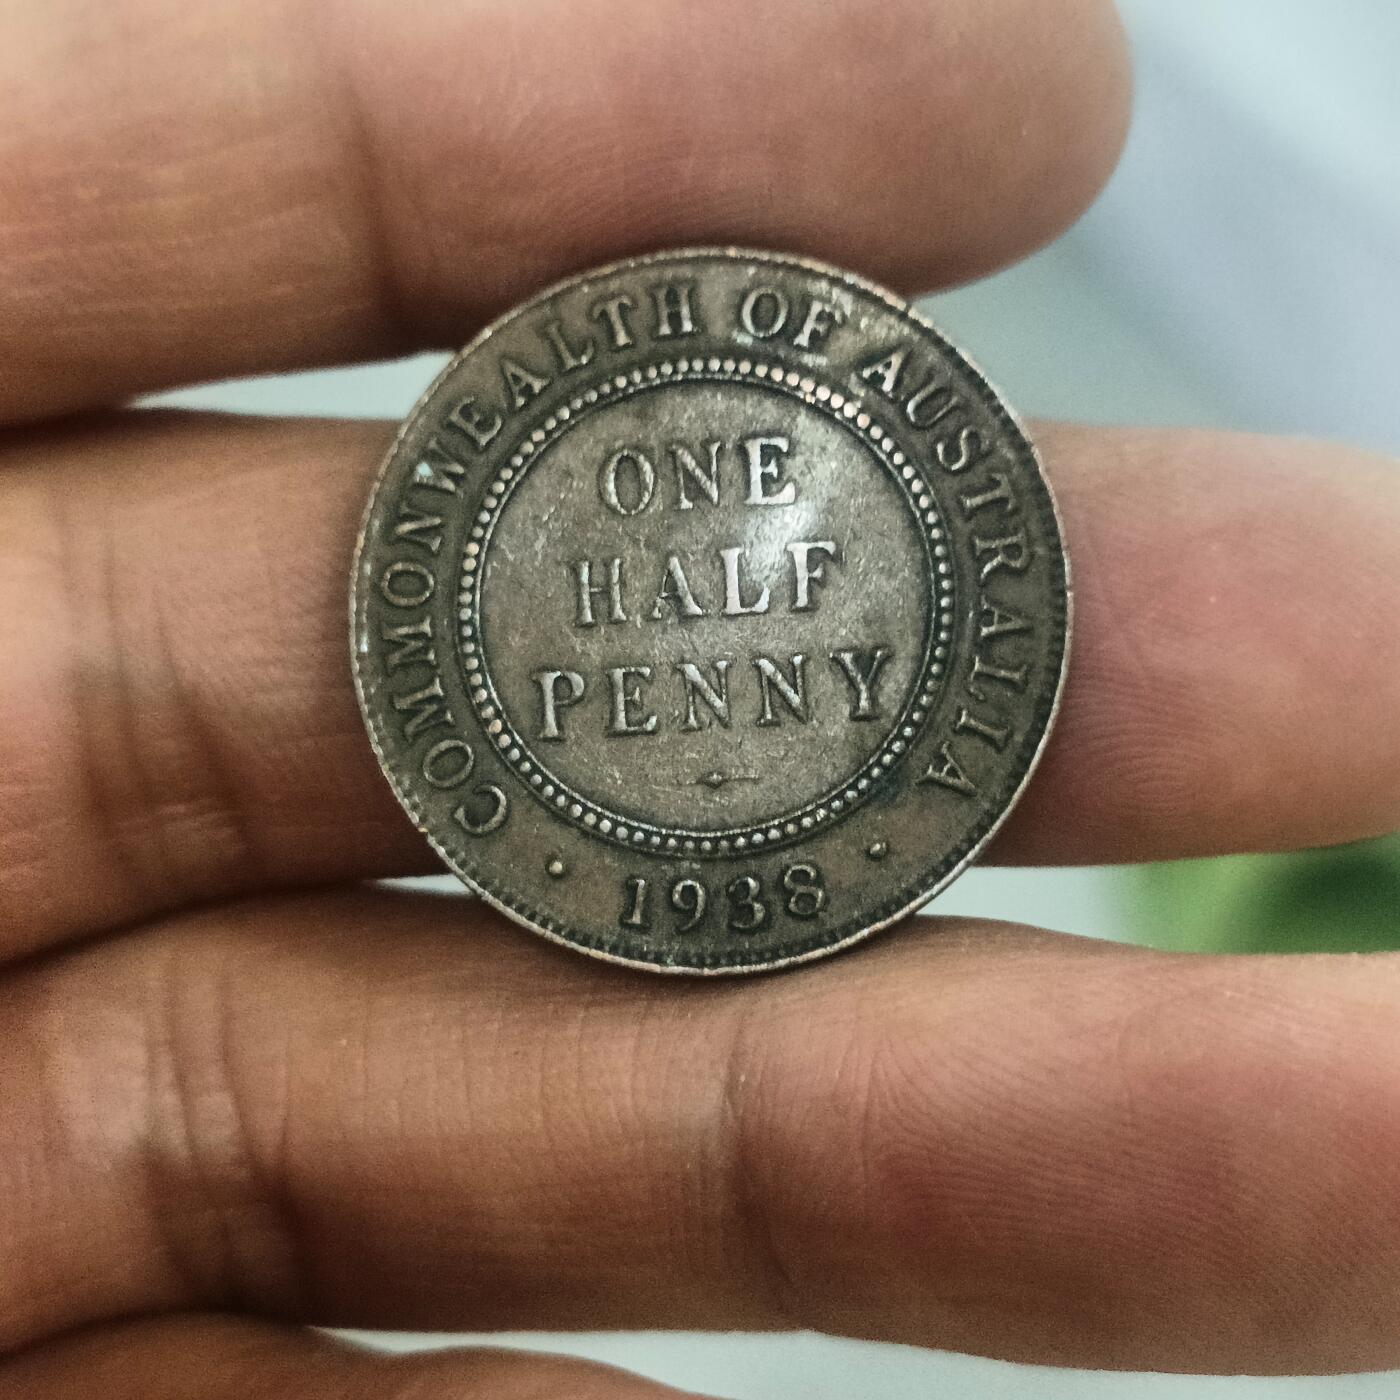 COMMONWEALTH OF AUSTRALIA
ONE
HALF
PENNY
· 1938 ·